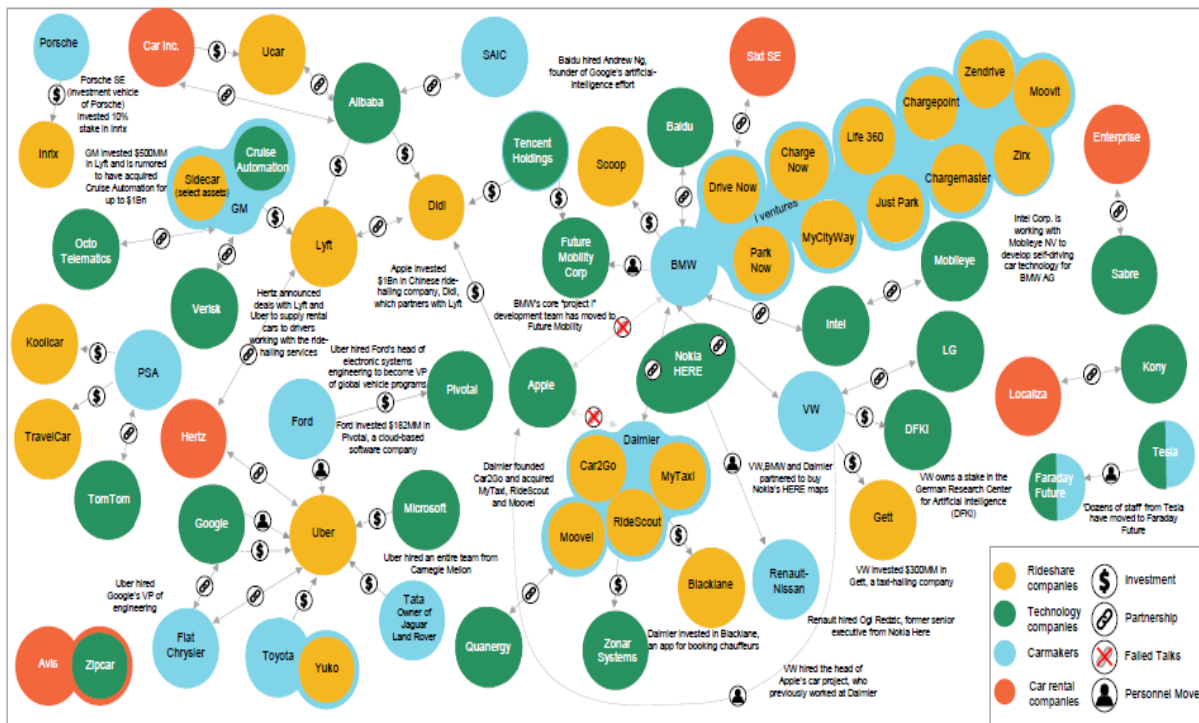 Porsche
Car Inc.
Ucar
SAIC
Alibaba
Porsche SE
(investment vehicle
of Porsche)
invested 10%
stake in Inrix
Inrix
GM invested $500MM
in Lyft and is rumored
to have acquired
Cruise Automation for
up to $1Bn
Cruise
Automation
Sidecar
(select assets)
GM
Octo
Telematics
Verisk
Lyft
Didi
Tencent
Holdings
Baidu hired Andrew Ng,
founder of Google's artificial-
intelligence effort
Baidu
Scoop
Sixt SE
Future
Mobility
Corp
BMW
BMW's core "project i"
development team has moved to
Future Mobility
Drive Now
Charge
Now
Life 360
Chargepoint
Zendrive
Moovit
Zirx
Chargemaster
Just Park
MyCityWay
Park
Now
i ventures
Enterprise
Sabre
Intel Corp. is
working with
Mobileye NV to
develop self-driving
car technology for
BMW AG
Mobileye
Intel
LG
Kony
Localiza
Hertz announced
deals with Lyft and
Uber to supply rental
cars to drivers
working with the ride-
hailing services
Apple invested
$1Bn in Chinese ride-
hailing company, Didi,
which partners with Lyft
Koolicar
PSA
TravelCar
TomTom
Hertz
Uber hired Ford's head of
electronic systems
engineering to become VP
of global vehicle programs
Ford
Pivotal
Ford invested $182MM in
Pivotal, a cloud-based
software company
Apple
Nokia
HERE
VW
DFKI
VW owns a stake in the
German Research Center
for Artificial Intelligence
(DFKI)
Tesla
Faraday
Future
'Dozens of staff from Tesla
have moved to Faraday
Future
Google
Uber
Microsoft
Uber hired an entire team from
Carnegie Mellon
Uber hired
Google's VP of
engineering
Fiat
Chrysler
Toyota
Yuko
Tata
Owner of
Jaguar
Land Rover
Avis
Zipcar
Daimler founded
Car2Go and acquired
MyTaxi, RideScout
and Moovel
Daimler
Car2Go
MyTaxi
RideScout
Moovel
VW,BMW and Daimler
partnered to buy
Nokia's HERE maps
Gett
VW invested $300MM in
Gett, a taxi-hailing company
Quanergy
Zonar
Systems
Blacklane
Daimler invested in Blacklane,
an app for booking chauffeurs
Renault-
Nissan
Renault hired Ogi Redzic, former senior
executive from Nokia Here
VW hired the head of
Apple's car project, who
previously worked at Daimler
Rideshare
companies
Technology
companies
Carmakers
Car rental
companies
Investment
Partnership
Failed Talks
Personnel Move